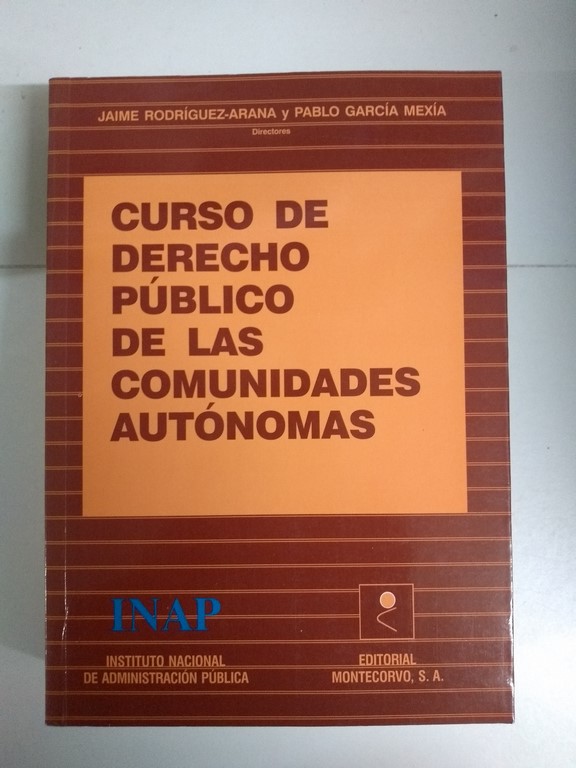 JAIME RODRÍGUEZ-ARANA y PABLO GARCÍA MEXÍA
Directores
CURSO DE
DERECHO
PÚBLICO
DE LAS
COMUNIDADES
AUTÓNOMAS
INAP
INSTITUTO NACIONAL
DE ADMINISTRACIÓN PÚBLICA
EDITORIAL
MONTECORVO, S. A.